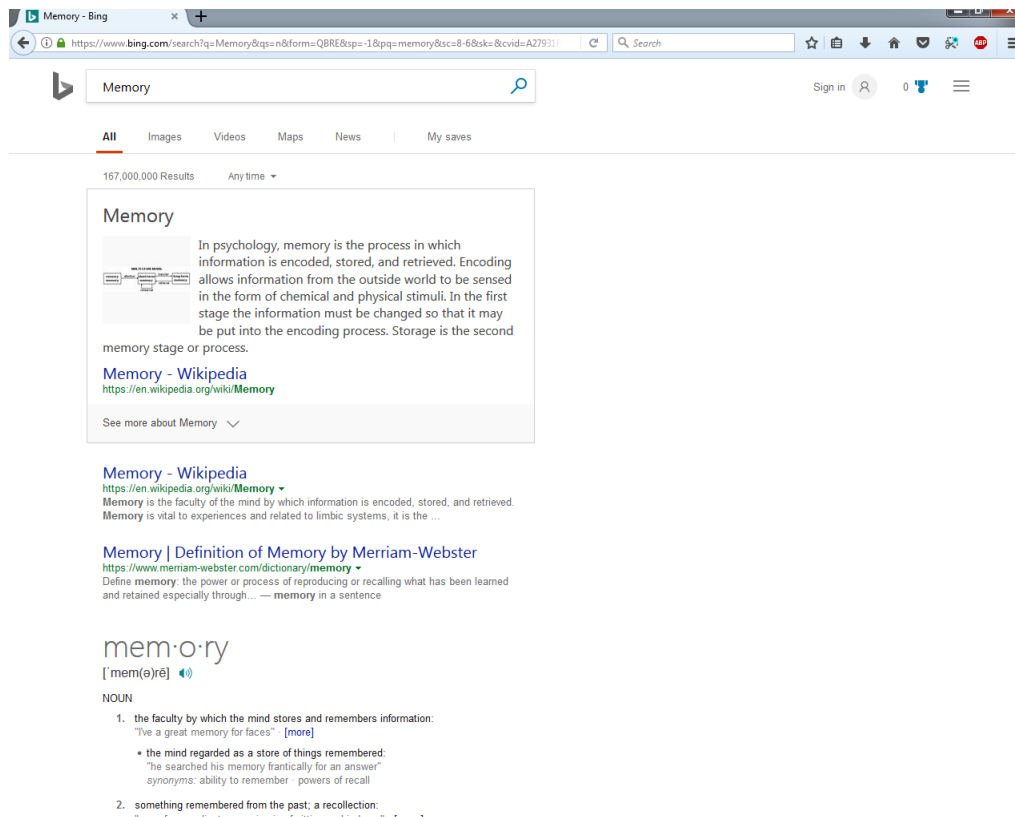 Memory - Bing
https://www.bing.com/search?q=Memory&qs=n&form=QBRE&sp=-1&pq=memory&sc=8-6&sk=&cvid=A27931
Search
ABP
Memory
Sign in
0
All Images Videos Maps News My saves
167,000,000 Results Any time
Memory
In psychology, memory is the process in which
information is encoded, stored, and retrieved. Encoding
allows information from the outside world to be sensed
in the form of chemical and physical stimuli. In the first
stage the information must be changed so that it may
be put into the encoding process. Storage is the second
memory stage or process.
Memory - Wikipedia
https://en.wikipedia.org/wiki/Memory
See more about Memory
Memory - Wikipedia
https://en.wikipedia.org/wiki/Memory
Memory is the faculty of the mind by which information is encoded, stored, and retrieved.
Memory is vital to experiences and related to limbic systems, it is the ...
Memory | Definition of Memory by Merriam-Webster
https://www.merriam-webster.com/dictionary/memory
Define memory: the power or process of reproducing or recalling what has been learned
and retained especially through... — memory in a sentence
mem·o·ry
[ˈmem(ə)rē]
NOUN
1. the faculty by which the mind stores and remembers information:
"I've a great memory for faces" · [more]
• the mind regarded as a store of things remembered:
"he searched his memory frantically for an answer"
synonyms: ability to remember · powers of recall
2. something remembered from the past; a recollection: